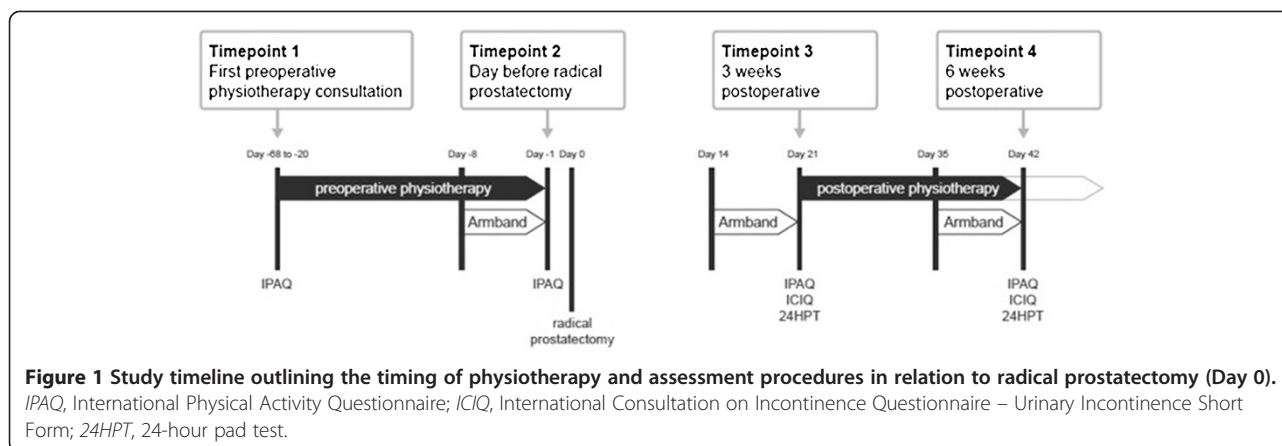 Timepoint 1
First preoperative
physiotherapy consultation
Timepoint 2
Day before radical
prostatectomy
Timepoint 3
3 weeks
postoperative
Timepoint 4
6 weeks
postoperative
Day -68 to -20
Day -8
Day -1
Day 0
Day 14
Day 21
Day 35
Day 42
preoperative physiotherapy
postoperative physiotherapy
Armband
Armband
Armband
IPAQ
IPAQ
radical
prostatectomy
IPAQ
ICIQ
24HPT
IPAQ
ICIQ
24HPT
Figure 1 Study timeline outlining the timing of physiotherapy and assessment procedures in relation to radical prostatectomy (Day 0).
IPAQ, International Physical Activity Questionnaire; ICIQ, International Consultation on Incontinence Questionnaire – Urinary Incontinence Short
Form; 24HPT, 24-hour pad test.